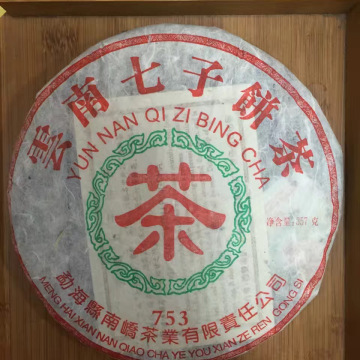 雲南七子餅茶
YUN NAN QI ZI BING CHA
茶
净含量:357克
753
勐海縣南嶠茶業有限責任公司
MENG HAI XIAN NAN QIAO CHA YE YOU XIAN ZE REN GONG SI